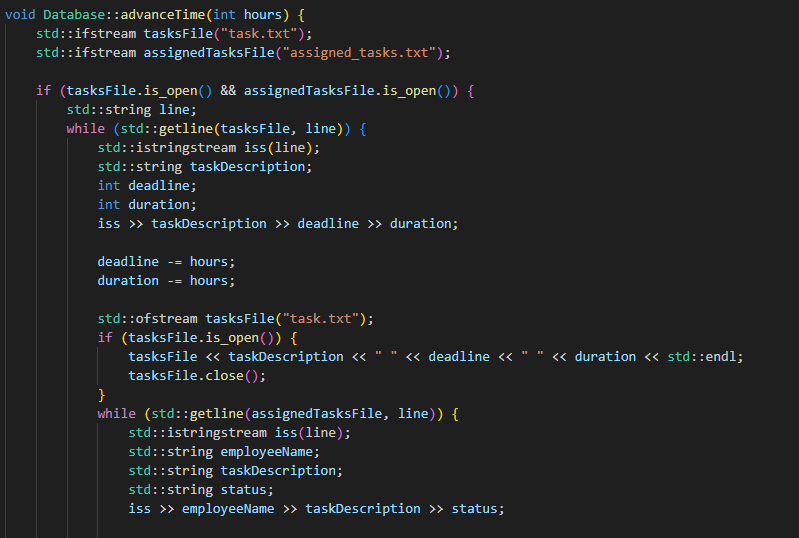 void Database::advanceTime(int hours) {
    std::ifstream tasksFile("task.txt");
    std::ifstream assignedTasksFile("assigned_tasks.txt");
    if (tasksFile.is_open() && assignedTasksFile.is_open()) {
        std::string line;
        while (std::getline(tasksFile, line)) {
            std::istringstream iss(line);
            std::string taskDescription;
            int deadline;
            int duration;
            iss >> taskDescription >> deadline >> duration;
            deadline -= hours;
            duration -= hours;
            std::ofstream tasksFile("task.txt");
            if (tasksFile.is_open()) {
                tasksFile << taskDescription << " " << deadline << " " << duration << std::endl;
                tasksFile.close();
            }
            while (std::getline(assignedTasksFile, line)) {
                std::istringstream iss(line);
                std::string employeeName;
                std::string taskDescription;
                std::string status;
                iss >> employeeName >> taskDescription >> status;